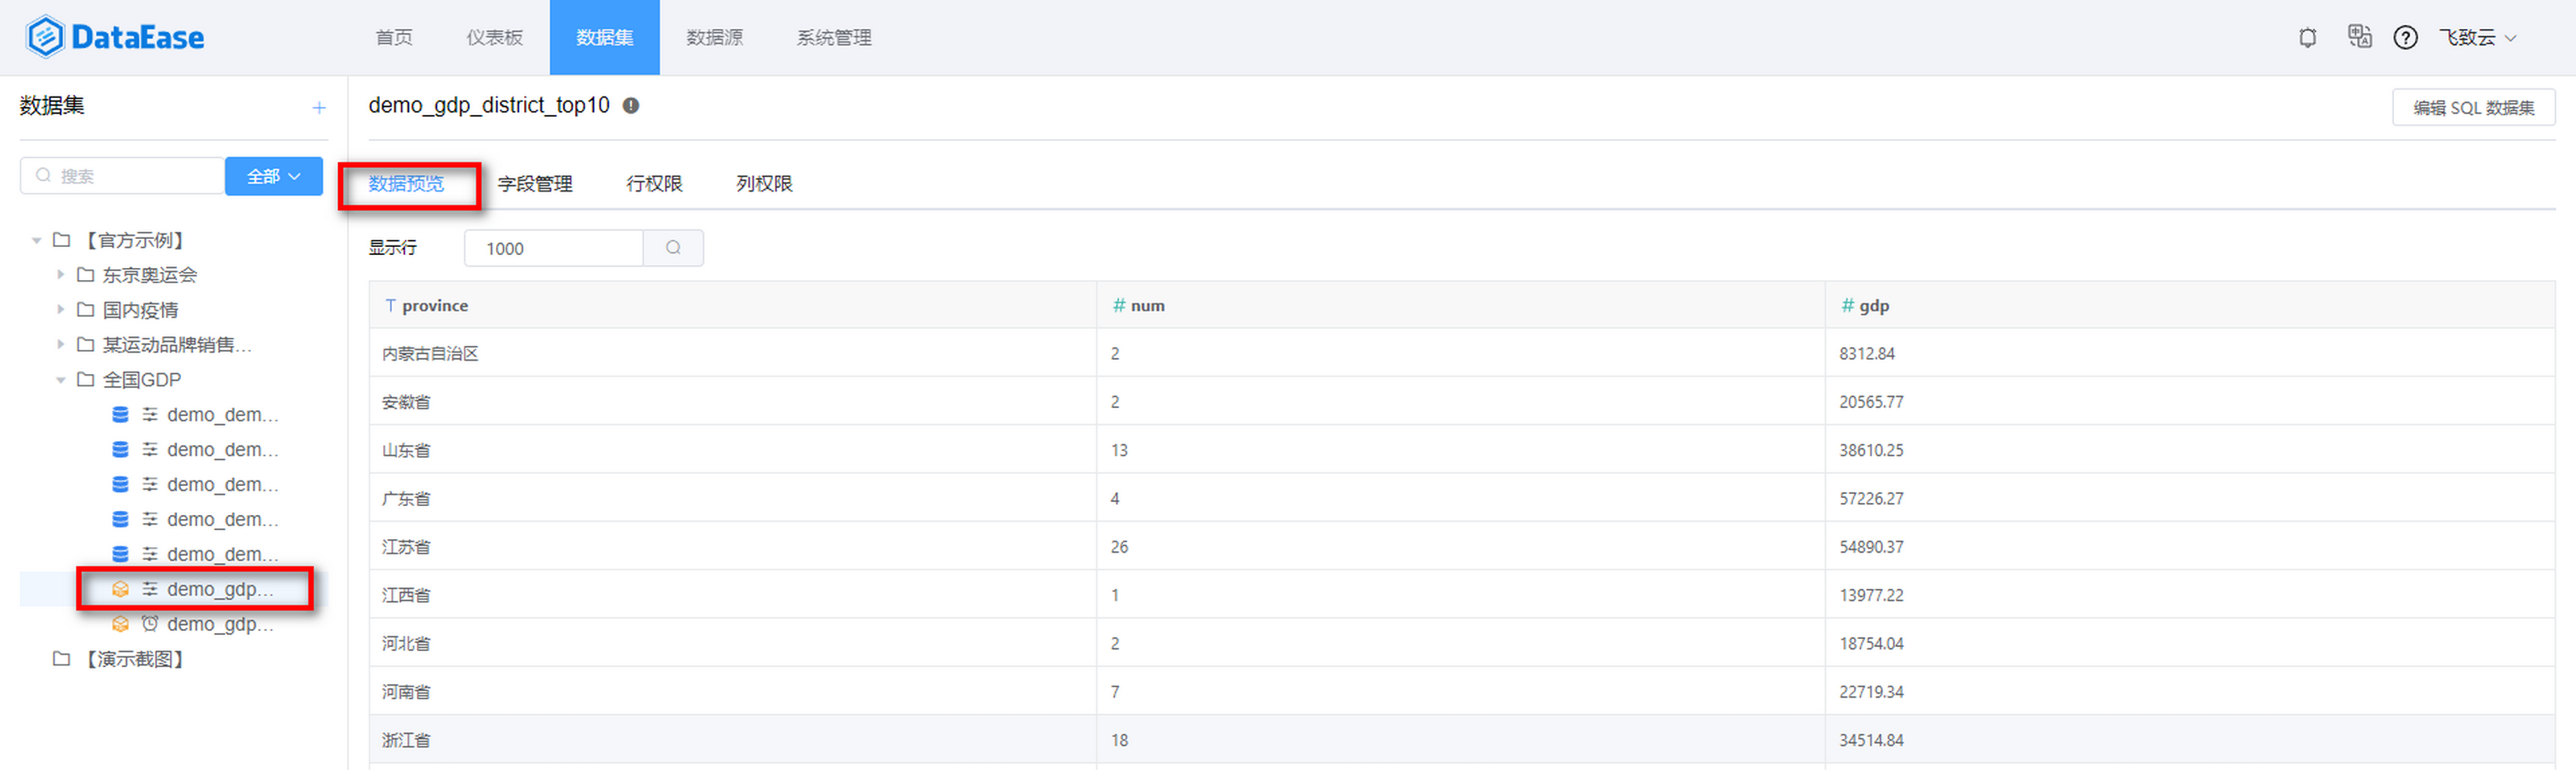 DataEase 首页 仪表板 数据集 数据源 系统管理 飞致云
数据集 +
搜索 全部
【官方示例】
东京奥运会
国内疫情
某运动品牌销售...
全国GDP
demo_dem...
demo_dem...
demo_dem...
demo_dem...
demo_dem...
demo_gdp...
demo_gdp...
【演示截图】
demo_gdp_district_top10 编辑 SQL 数据集
数据预览 字段管理 行权限 列权限
显示行 1000
T province # num # gdp
内蒙古自治区 2 8312.84
安徽省 2 20565.77
山东省 13 38610.25
广东省 4 57226.27
江苏省 26 54890.37
江西省 1 13977.22
河北省 2 18754.04
河南省 7 22719.34
浙江省 18 34514.84